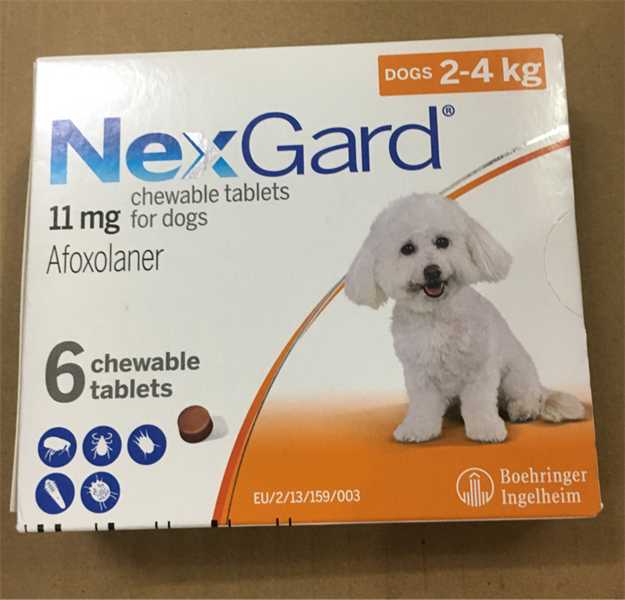 DOGS 2-4 kg
NexGard®
11 mg chewable tablets
for dogs
Afoxolaner
6 chewable
tablets
EU/2/13/159/003
Boehringer
Ingelheim